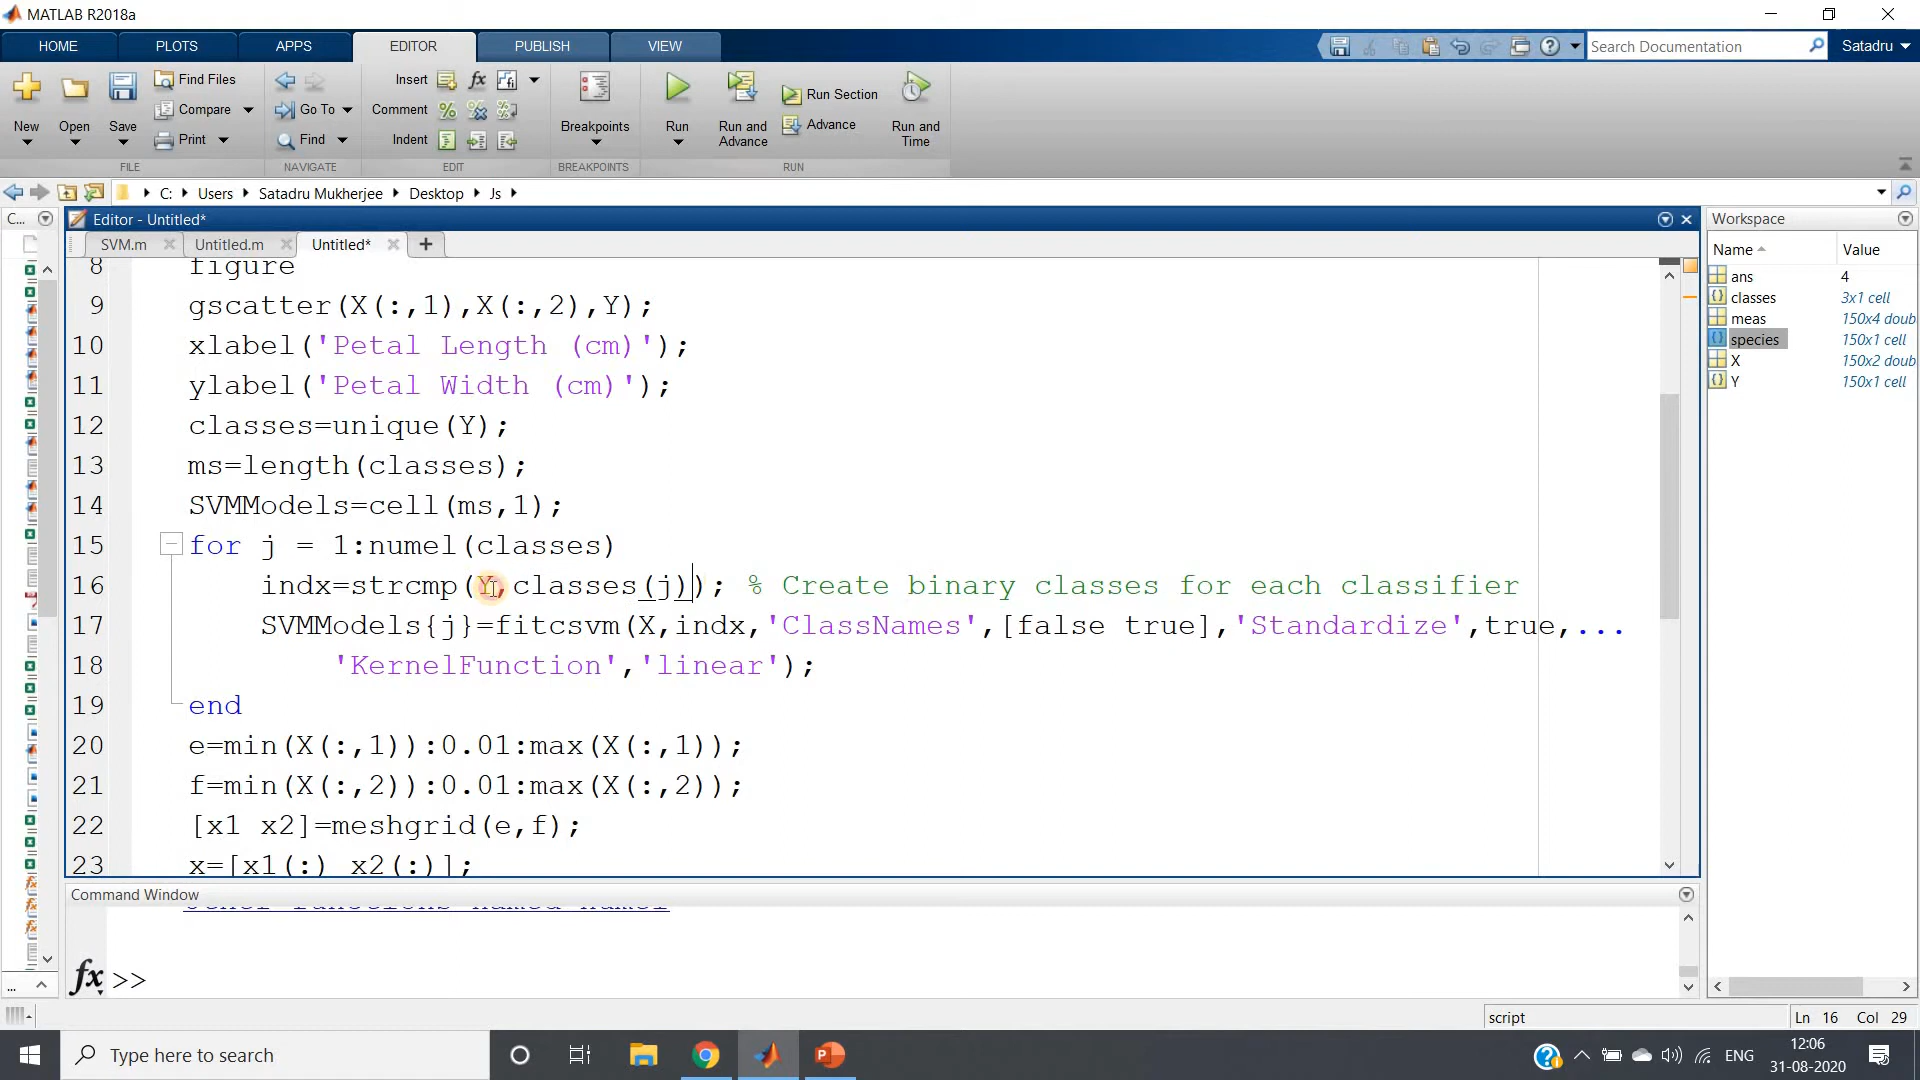 MATLAB R2018a
HOME PLOTS APPS EDITOR PUBLISH VIEW
Search Documentation
Satadru
New
Open
Save
Find Files
Compare
Print
FILE
Go To
Find
NAVIGATE
Insert
Comment
Indent
EDIT
Breakpoints
BREAKPOINTS
Run
Run and Advance
Run Section
Advance
Run and Time
RUN
C: Users Satadru Mukherjee Desktop Js
C...
Editor - Untitled*
SVM.m Untitled.m Untitled*
8 figure
9 gscatter(X(:,1),X(:,2),Y);
10 xlabel('Petal Length (cm)');
11 ylabel('Petal Width (cm)');
12 classes=unique(Y);
13 ms=length(classes);
14 SVMModels=cell(ms,1);
15 for j = 1:numel(classes)
16 indx=strcmp(Y,classes(j)); % Create binary classes for each classifier
17 SVMModels{j}=fitcsvm(X,indx,'ClassNames',[false true],'Standardize',true,...
18 'KernelFunction','linear');
19 end
20 e=min(X(:,1)):0.01:max(X(:,1));
21 f=min(X(:,2)):0.01:max(X(:,2));
22 [x1 x2]=meshgrid(e,f);
23 x=[x1(:) x2(:)];
Workspace
Name Value
ans 4
classes 3x1 cell
meas 150x4 doub
species 150x1 cell
X 150x2 doub
Y 150x1 cell
Command Window
Other functions named numel
fx >>
...
script
Ln 16 Col 29
Type here to search
ENG
12:06
31-08-2020